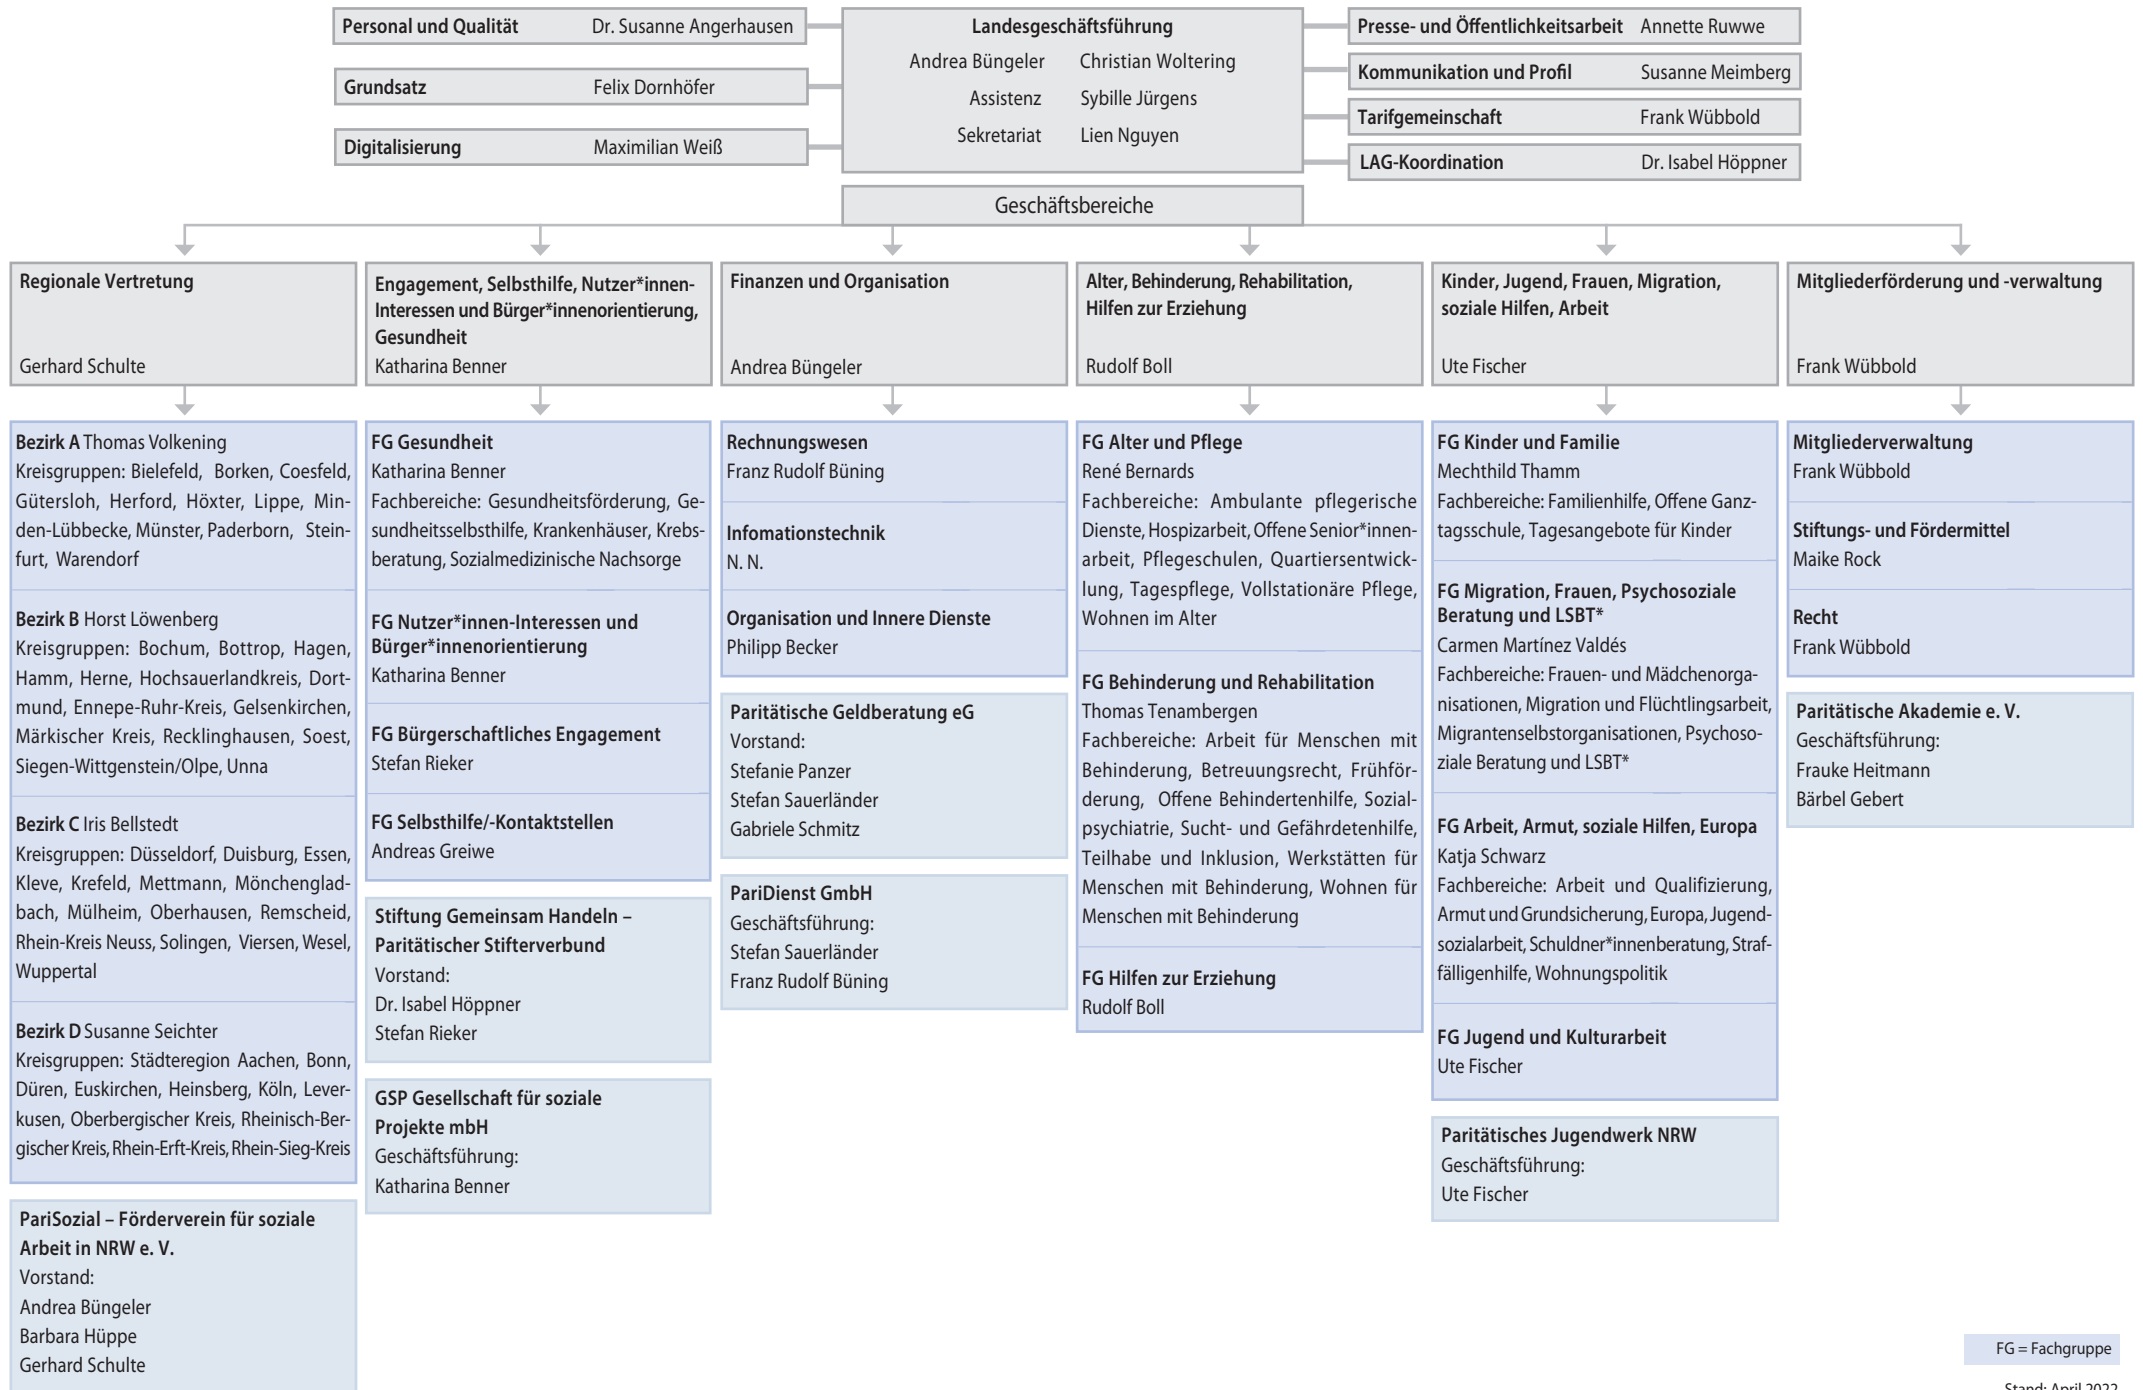 Personal und Qualität Dr. Susanne Angerhausen
Grundsatz Felix Dornhöfer
Digitalisierung Maximilian Weiß
Landesgeschäftsführung
Andrea Büngeler Christian Woltering
Assistenz Sybille Jürgens
Sekretariat Lien Nguyen
Presse- und Öffentlichkeitsarbeit Annette Ruwwe
Kommunikation und Profil Susanne Meimberg
Tarifgemeinschaft Frank Wübbold
LAG-Koordination Dr. Isabel Höppner
Geschäftsbereiche
Regionale Vertretung
Gerhard Schulte
Bezirk A Thomas Volkening
Kreisgruppen: Bielefeld, Borken, Coesfeld,
Gütersloh, Herford, Höxter, Lippe, Min-
den-Lübbecke, Münster, Paderborn, Stein-
furt, Warendorf
Bezirk B Horst Löwenberg
Kreisgruppen: Bochum, Bottrop, Hagen,
Hamm, Herne, Hochsauerlandkreis, Dort-
mund, Ennepe-Ruhr-Kreis, Gelsenkirchen,
Märkischer Kreis, Recklinghausen, Soest,
Siegen-Wittgenstein/Olpe, Unna
Bezirk C Iris Bellstedt
Kreisgruppen: Düsseldorf, Duisburg, Essen,
Kleve, Krefeld, Mettmann, Mönchenglad-
bach, Mülheim, Oberhausen, Remscheid,
Rhein-Kreis Neuss, Solingen, Viersen, Wesel,
Wuppertal
Bezirk D Susanne Seichter
Kreisgruppen: Städteregion Aachen, Bonn,
Düren, Euskirchen, Heinsberg, Köln, Lever-
kusen, Oberbergischer Kreis, Rheinisch-Ber-
gischer Kreis, Rhein-Erft-Kreis, Rhein-Sieg-Kreis
PariSozial – Förderverein für soziale
Arbeit in NRW e. V.
Vorstand:
Andrea Büngeler
Barbara Hüppe
Gerhard Schulte
Engagement, Selbsthilfe, Nutzer*innen-
Interessen und Bürger*innenorientierung,
Gesundheit
Katharina Benner
FG Gesundheit
Katharina Benner
Fachbereiche: Gesundheitsförderung, Ge-
sundheitsselbsthilfe, Krankenhäuser, Krebs-
beratung, Sozialmedizinische Nachsorge
FG Nutzer*innen-Interessen und
Bürger*innenorientierung
Katharina Benner
FG Bürgerschaftliches Engagement
Stefan Rieker
FG Selbsthilfe/-Kontaktstellen
Andreas Greiwe
Stiftung Gemeinsam Handeln –
Paritätischer Stifterverbund
Vorstand:
Dr. Isabel Höppner
Stefan Rieker
GSP Gesellschaft für soziale
Projekte mbH
Geschäftsführung:
Katharina Benner
Finanzen und Organisation
Andrea Büngeler
Rechnungswesen
Franz Rudolf Büning
Infomationstechnik
N. N.
Organisation und Innere Dienste
Philipp Becker
Paritätische Geldberatung eG
Vorstand:
Stefanie Panzer
Stefan Sauerländer
Gabriele Schmitz
PariDienst GmbH
Geschäftsführung:
Stefan Sauerländer
Franz Rudolf Büning
Alter, Behinderung, Rehabilitation,
Hilfen zur Erziehung
Rudolf Boll
FG Alter und Pflege
René Bernards
Fachbereiche: Ambulante pflegerische
Dienste, Hospizarbeit, Offene Senior*innen-
arbeit, Pflegeschulen, Quartiersentwick-
lung, Tagespflege, Vollstationäre Pflege,
Wohnen im Alter
FG Behinderung und Rehabilitation
Thomas Tenambergen
Fachbereiche: Arbeit für Menschen mit
Behinderung, Betreuungsrecht, Frühför-
derung, Offene Behindertenhilfe, Sozial-
psychiatrie, Sucht- und Gefährdetenhilfe,
Teilhabe und Inklusion, Werkstätten für
Menschen mit Behinderung, Wohnen für
Menschen mit Behinderung
FG Hilfen zur Erziehung
Rudolf Boll
Kinder, Jugend, Frauen, Migration,
soziale Hilfen, Arbeit
Ute Fischer
FG Kinder und Familie
Mechthild Thamm
Fachbereiche: Familienhilfe, Offene Ganz-
tagsschule, Tagesangebote für Kinder
FG Migration, Frauen, Psychosoziale
Beratung und LSBT*
Carmen Martínez Valdés
Fachbereiche: Frauen- und Mädchenorga-
nisationen, Migration und Flüchtlingsarbeit,
Migrantenselbstorganisationen, Psychoso-
ziale Beratung und LSBT*
FG Arbeit, Armut, soziale Hilfen, Europa
Katja Schwarz
Fachbereiche: Arbeit und Qualifizierung,
Armut und Grundsicherung, Europa, Jugend-
sozialarbeit, Schuldner*innenberatung, Straf-
fälligenhilfe, Wohnungspolitik
FG Jugend und Kulturarbeit
Ute Fischer
Paritätisches Jugendwerk NRW
Geschäftsführung:
Ute Fischer
Mitgliederförderung und -verwaltung
Frank Wübbold
Mitgliederverwaltung
Frank Wübbold
Stiftungs- und Fördermittel
Maike Rock
Recht
Frank Wübbold
Paritätische Akademie e. V.
Geschäftsführung:
Frauke Heitmann
Bärbel Gebert
FG = Fachgruppe
Stand: April 2022